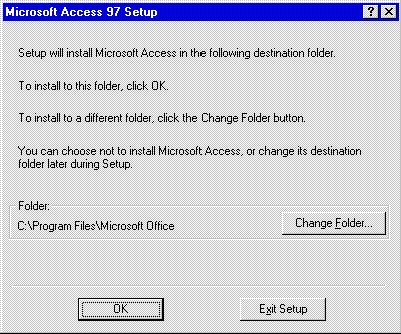 Microsoft Access 97 Setup
Setup will install Microsoft Access in the following destination folder.
To install to this folder, click OK.
To install to a different folder, click the Change Folder button.
You can choose not to install Microsoft Access, or change its destination
folder later during Setup.
Folder:
C:\Program Files\Microsoft Office
Change Folder...
OK
Exit Setup